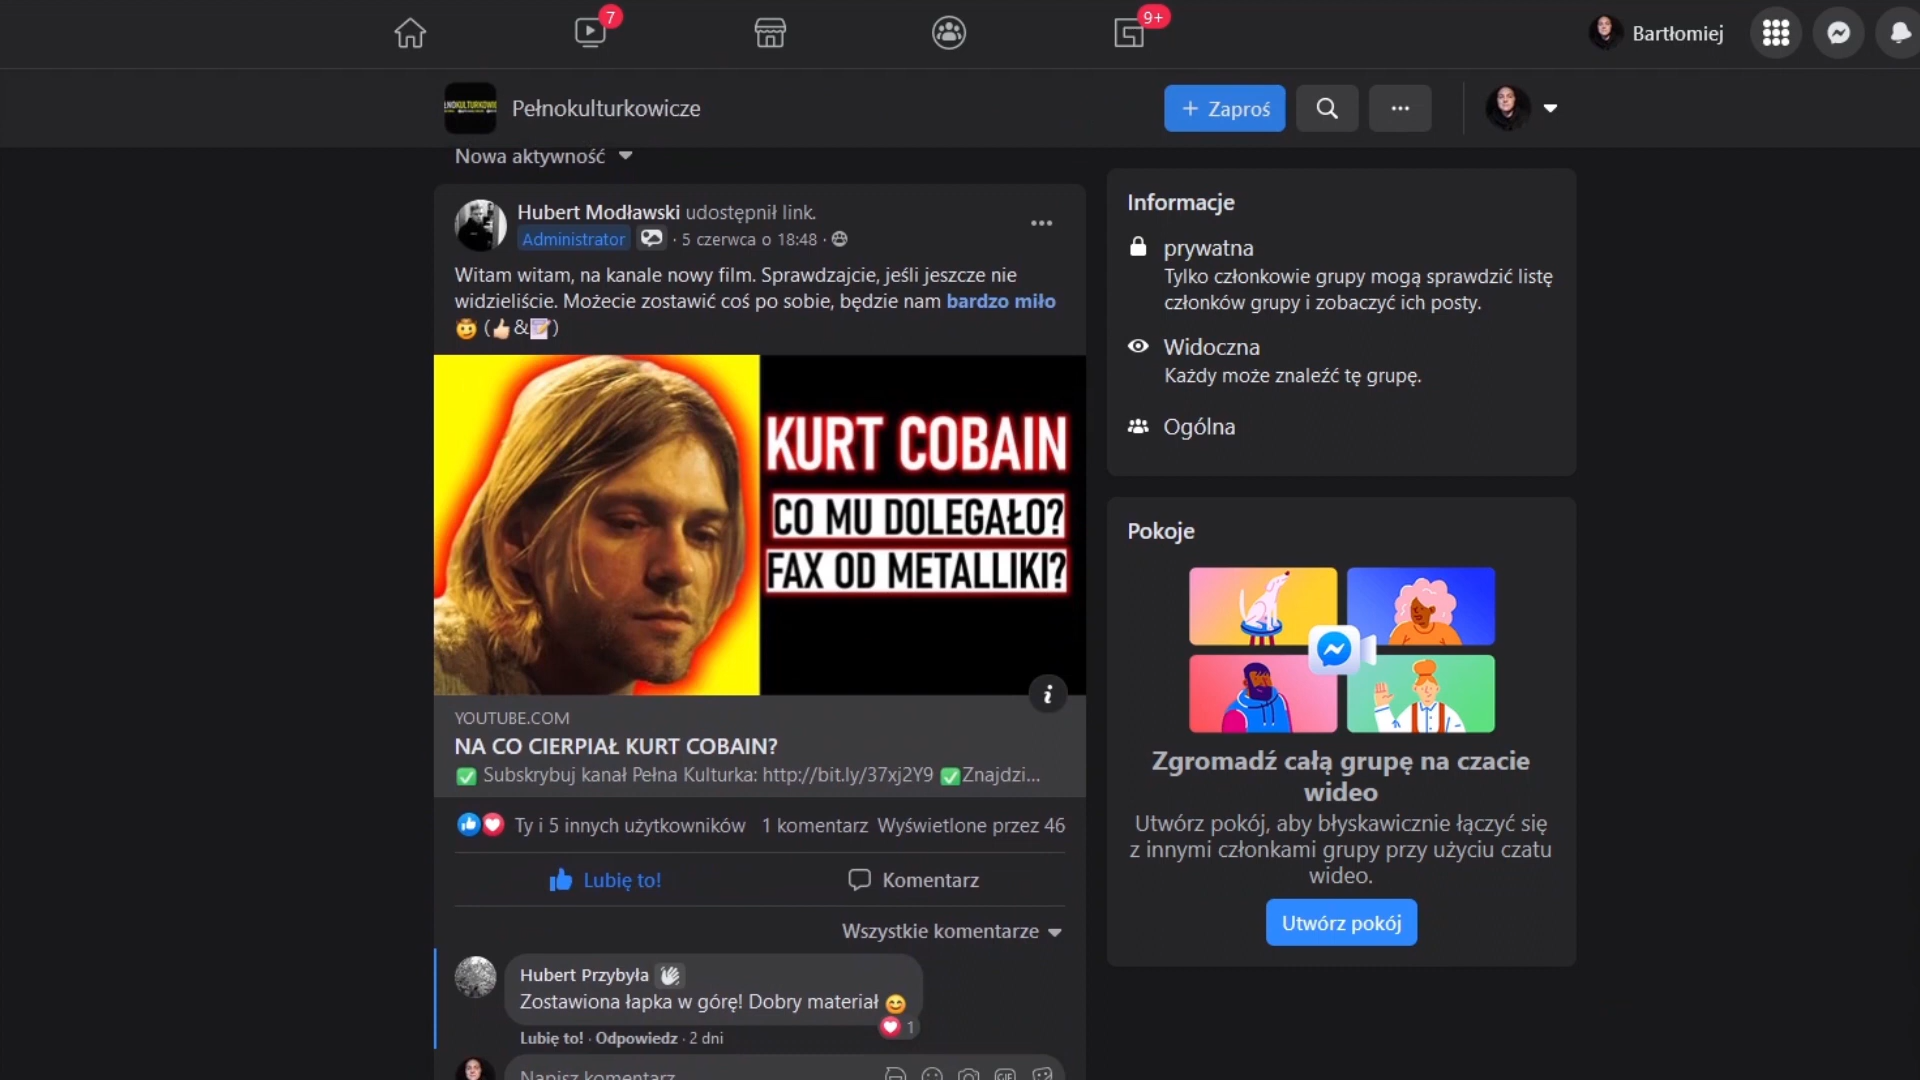 7
9+
Bartłomiej
Pełnokulturkowicze
+ Zaproś
Nowa aktywność
Hubert Modławski udostępnił link.
Administrator · 5 czerwca o 18:48 ·
Witam witam, na kanale nowy film. Sprawdzajcie, jeśli jeszcze nie
widzieliście. Możecie zostawić coś po sobie, będzie nam bardzo miło
🤠 (👍&📝)
KURT COBAIN
CO MU DOLEGAŁO?
FAX OD METALLIKI?
YOUTUBE.COM
NA CO CIERPIAŁ KURT COBAIN?
✅ Subskrybuj kanał Pełna Kulturka: http://bit.ly/37xj2Y9 ✅Znajdzi...
Ty i 5 innych użytkowników 1 komentarz Wyświetlone przez 46
Lubię to! Komentarz
Wszystkie komentarze
Hubert Przybyła 👋
Zostawiona łapka w górę! Dobry materiał 😊
1
Lubię to! · Odpowiedz · 2 dni
Napisz komentarz
GIF
Informacje
prywatna
Tylko członkowie grupy mogą sprawdzić listę
członków grupy i zobaczyć ich posty.
Widoczna
Każdy może znaleźć tę grupę.
Ogólna
Pokoje
Zgromadź całą grupę na czacie
wideo
Utwórz pokój, aby błyskawicznie łączyć się
z innymi członkami grupy przy użyciu czatu
wideo.
Utwórz pokój